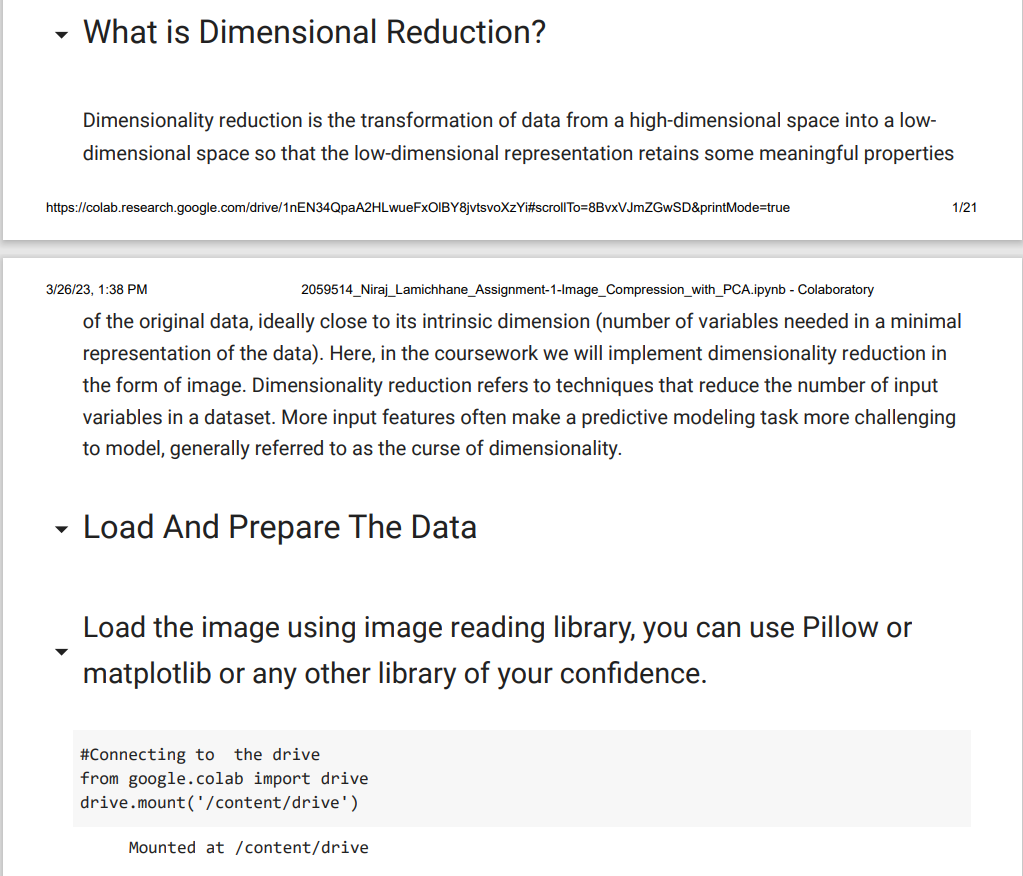 What is Dimensional Reduction?
Dimensionality reduction is the transformation of data from a high-dimensional space into a low-
dimensional space so that the low-dimensional representation retains some meaningful properties
https://colab.research.google.com/drive/1nEN34QpaA2HLwueFxOlBY8jvtsvoXzYi#scrollTo=8BvxVJmZGwSD&printMode=true 1/21
3/26/23, 1:38 PM 2059514_Niraj_Lamichhane_Assignment-1-Image_Compression_with_PCA.ipynb - Colaboratory
of the original data, ideally close to its intrinsic dimension (number of variables needed in a minimal
representation of the data). Here, in the coursework we will implement dimensionality reduction in
the form of image. Dimensionality reduction refers to techniques that reduce the number of input
variables in a dataset. More input features often make a predictive modeling task more challenging
to model, generally referred to as the curse of dimensionality.
Load And Prepare The Data
Load the image using image reading library, you can use Pillow or
matplotlib or any other library of your confidence.
#Connecting to  the drive
from google.colab import drive
drive.mount('/content/drive')
Mounted at /content/drive